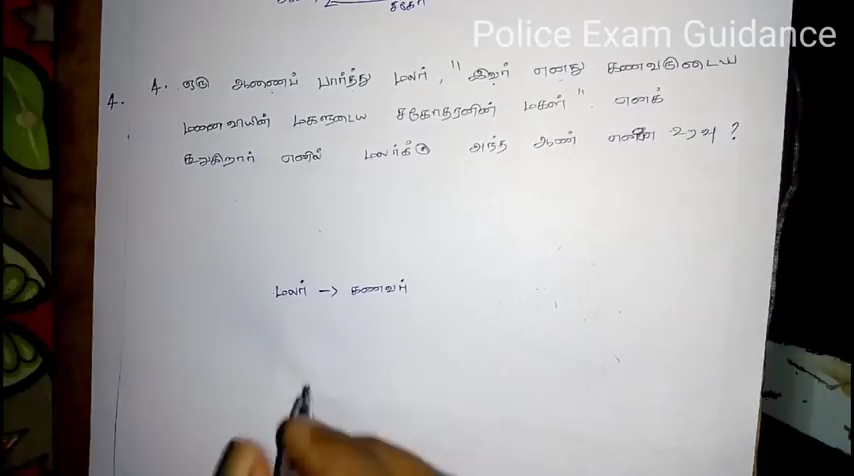 சகோ
Police Exam Guidance
4. 4. ஒரு ஆணைப் பார்த்து மலர், "இவர் எனது கணவருடைய
மனைவியின் மகளுடைய சகோதரனின் மகன்" எனக்
கூறுகிறார் எனில் மலர்க்கு அந்த ஆண் என்ன உறவு?
மலர் → கணவர்